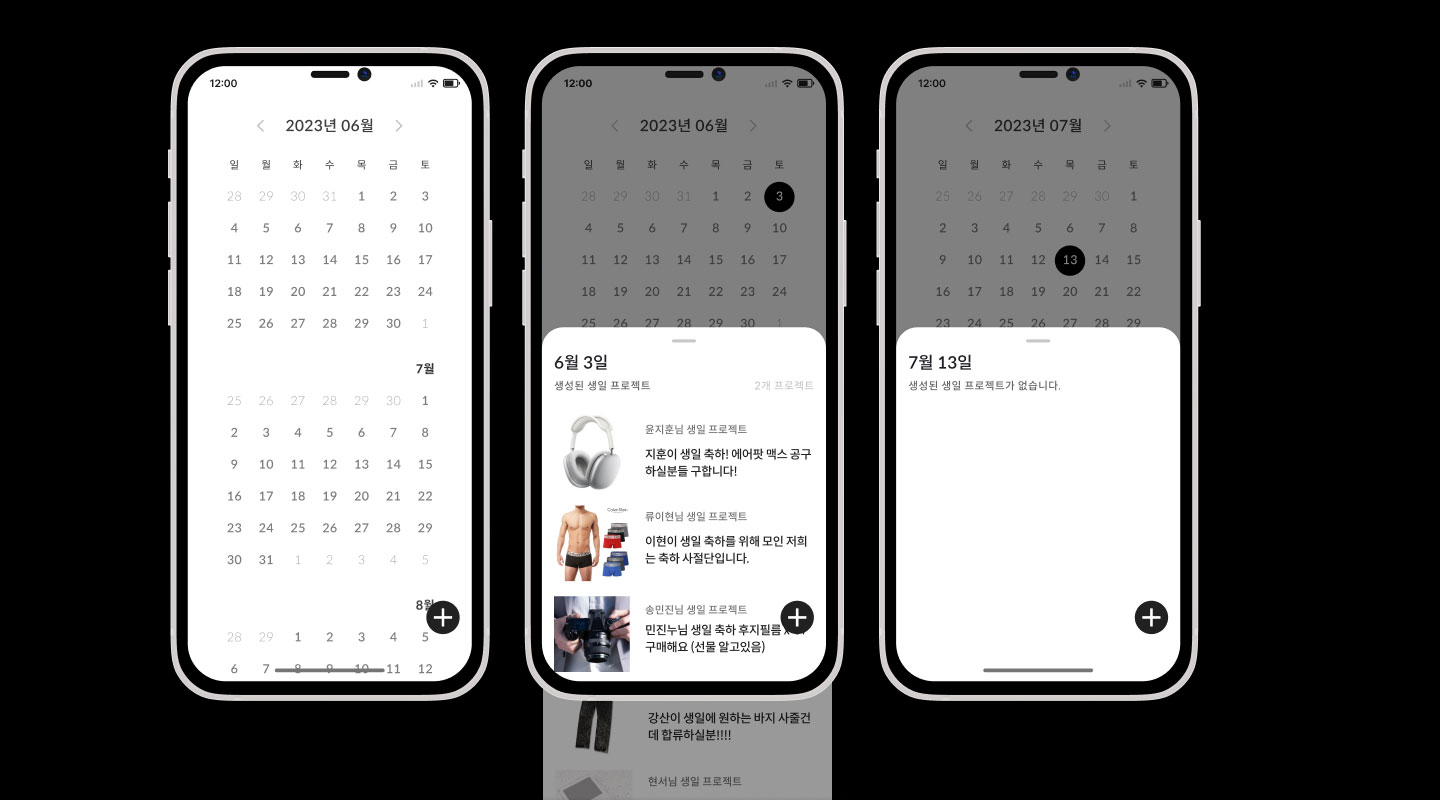 12:00
2023년 06월
일 월 화 수 목 금 토
28 29 30 31 1 2 3
4 5 6 7 8 9 10
11 12 13 14 15 16 17
18 19 20 21 22 23 24
25 26 27 28 29 30 1
7월
25 26 27 28 29 30 1
2 3 4 5 6 7 8
9 10 11 12 13 14 15
16 17 18 19 20 21 22
23 24 25 26 27 28 29
30 31 1 2 3 4 5
8월
28 29 1 2 3 4 5
6 7 8 9 10 11 12
12:00
2023년 06월
일 월 화 수 목 금 토
28 29 30 31 1 2 3
4 5 6 7 8 9 10
11 12 13 14 15 16 17
18 19 20 21 22 23 24
25 26 27 28 29 30 1
6월 3일
생성된 생일 프로젝트
2개 프로젝트
윤지훈님 생일 프로젝트
지훈이 생일 축하! 에어팟 맥스 공구
하실분들 구합니다!
류이현님 생일 프로젝트
이현이 생일 축하를 위해 모인 저희
는 축하 사절단입니다.
송민진님 생일 프로젝트
민진누님 생일 축하 후지필름
구매해요 (선물 알고있음)
강산이 생일에 원하는 바지 사줄건
데 합류하실분!!!!
현서님 생일 프로젝트
12:00
2023년 07월
일 월 화 수 목 금 토
25 26 27 28 29 30 1
2 3 4 5 6 7 8
9 10 11 12 13 14 15
16 17 18 19 20 21 22
23 24 25 26 27 28 29
7월 13일
생성된 생일 프로젝트가 없습니다.